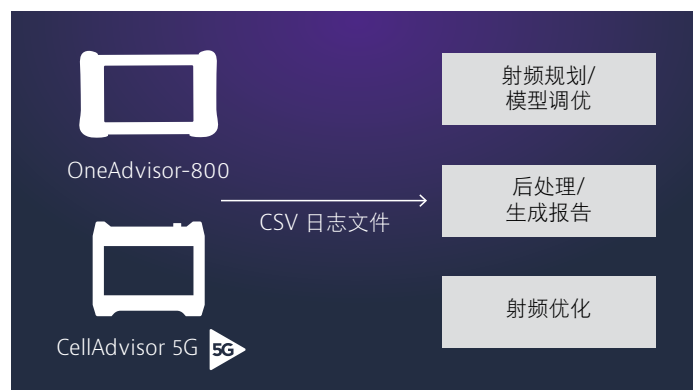 OneAdvisor-800
CellAdvisor 5G 5G
CSV 日志文件
射频规划/
模型调优
后处理/
生成报告
射频优化